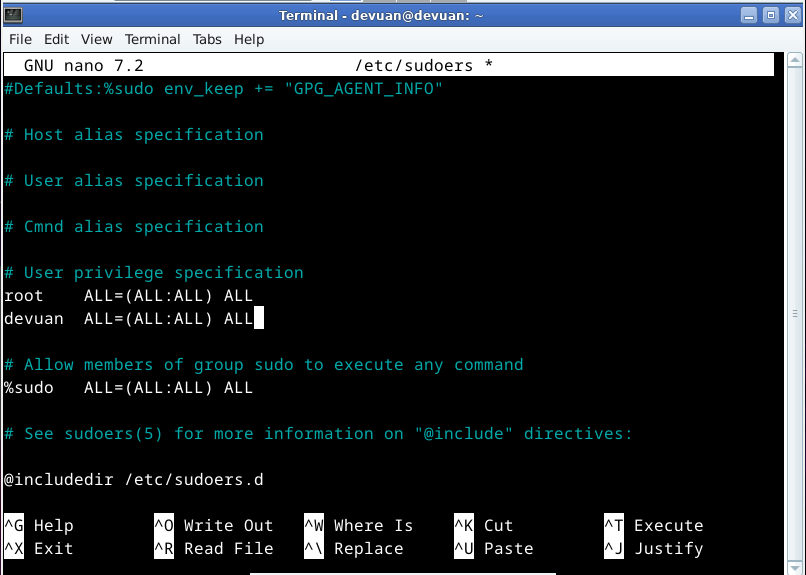 Terminal - devuan@devuan: ~
File Edit View Terminal Tabs Help
GNU nano 7.2 /etc/sudoers *
#Defaults:%sudo env_keep += "GPG_AGENT_INFO"
# Host alias specification
# User alias specification
# Cmnd alias specification
# User privilege specification
root    ALL=(ALL:ALL) ALL
devuan  ALL=(ALL:ALL) ALL
# Allow members of group sudo to execute any command
%sudo   ALL=(ALL:ALL) ALL
# See sudoers(5) for more information on "@include" directives:
@includedir /etc/sudoers.d
^G Help ^O Write Out ^W Where Is ^K Cut ^T Execute
^X Exit ^R Read File ^\ Replace ^U Paste ^J Justify